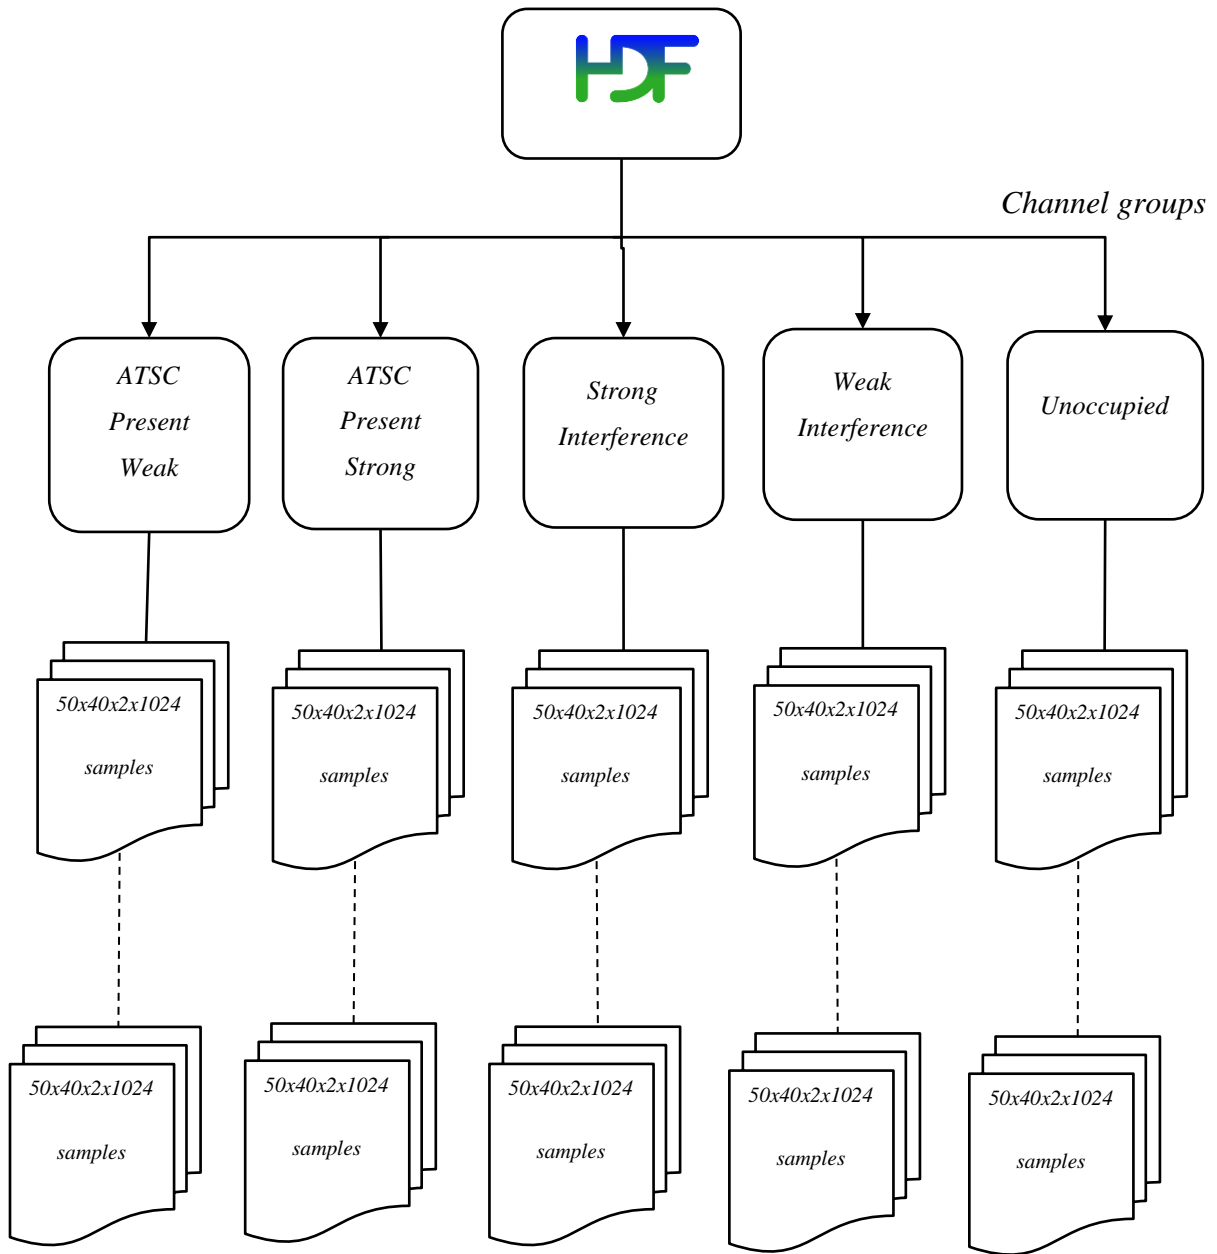 HDF
Channel groups
ATSC
Present
Weak
ATSC
Present
Strong
Strong
Interference
Weak
Interference
Unoccupied
50x40x2x1024
samples
50x40x2x1024
samples
50x40x2x1024
samples
50x40x2x1024
samples
50x40x2x1024
samples
50x40x2x1024
samples
50x40x2x1024
samples
50x40x2x1024
samples
50x40x2x1024
samples
50x40x2x1024
samples